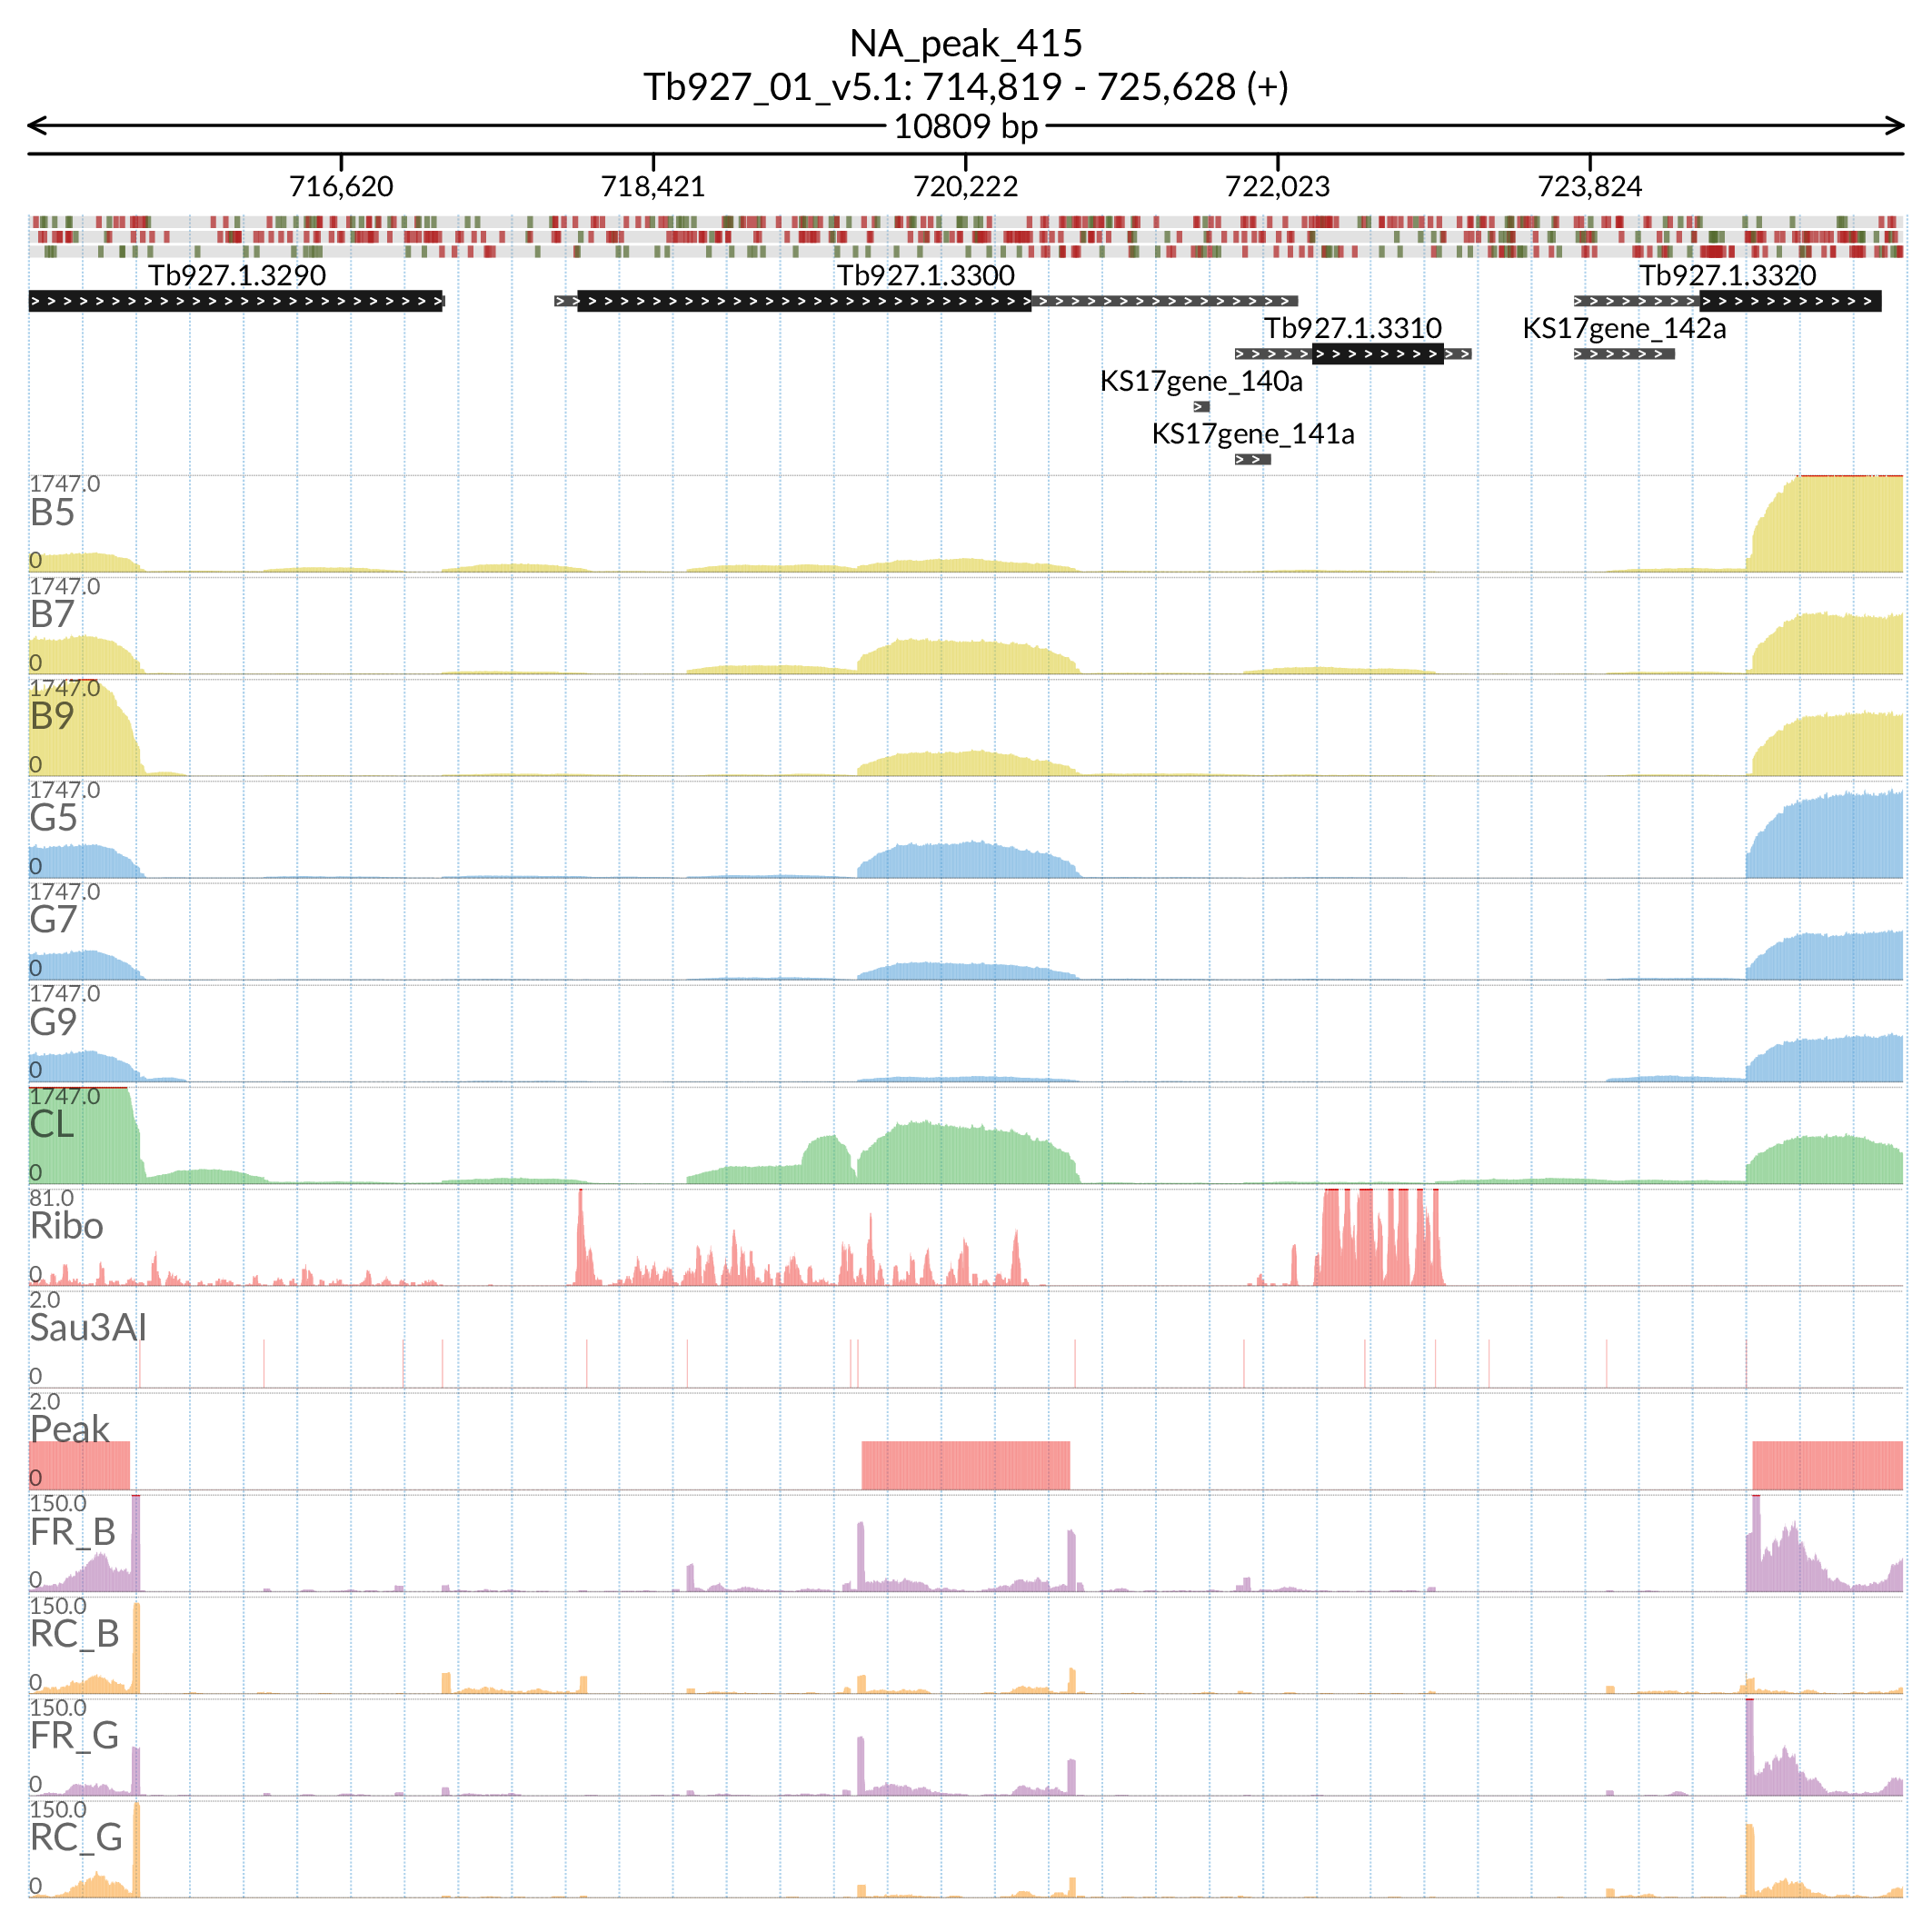 NA_peak_415
Tb927_01_v5.1: 714,819 - 725,628 (+)
10809 bp
716,620 718,421 720,222 722,023 723,824
Tb927.1.3290 Tb927.1.3300 Tb927.1.3320
Tb927.1.3310 KS17gene_142a
KS17gene_140a
KS17gene_141a
1747.0
B5
0
1747.0
B7
0
1747.0
B9
0
1747.0
G5
0
1747.0
G7
0
1747.0
G9
0
1747.0
CL
0
81.0
Ribo
0
2.0
Sau3AI
0
2.0
Peak
0
150.0
FR_B
0
150.0
RC_B
0
150.0
FR_G
0
150.0
RC_G
0